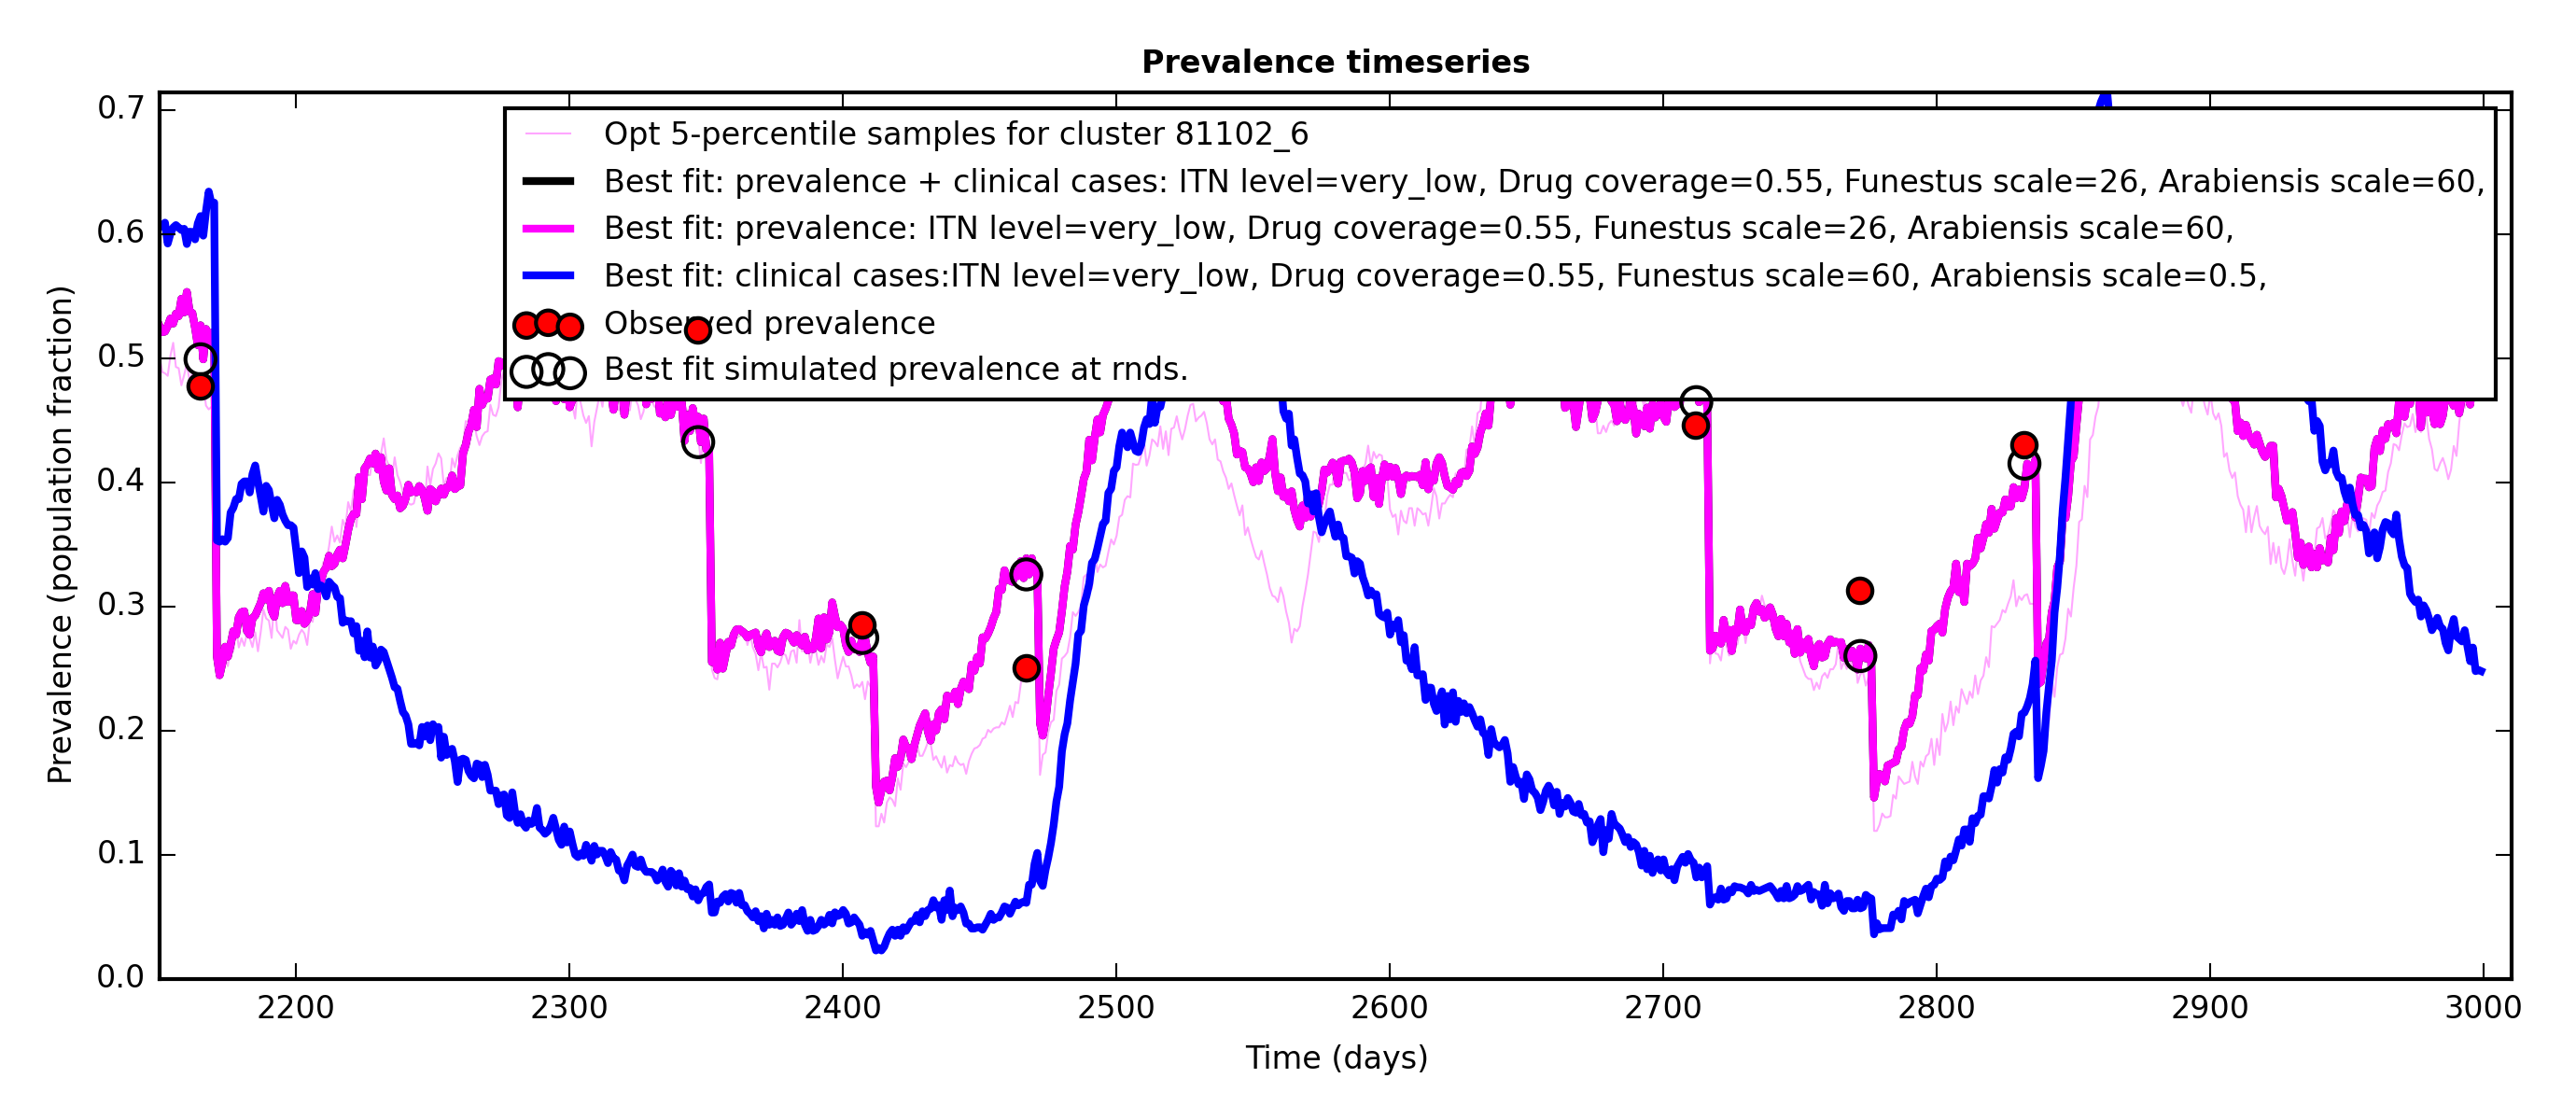 Prevalence timeseries
Prevalence (population fraction)
0.7
0.6
0.5
0.4
0.3
0.2
0.1
0.0
Opt 5-percentile samples for cluster 81102_6
Best fit: prevalence + clinical cases: ITN level=very_low, Drug coverage=0.55, Funestus scale=26, Arabiensis scale=60,
Best fit: prevalence: ITN level=very_low, Drug coverage=0.55, Funestus scale=26, Arabiensis scale=60,
Best fit: clinical cases:ITN level=very_low, Drug coverage=0.55, Funestus scale=60, Arabiensis scale=0.5,
Observed prevalence
Best fit simulated prevalence at rnds.
2200 2300 2400 2500 2600 2700 2800 2900 3000
Time (days)